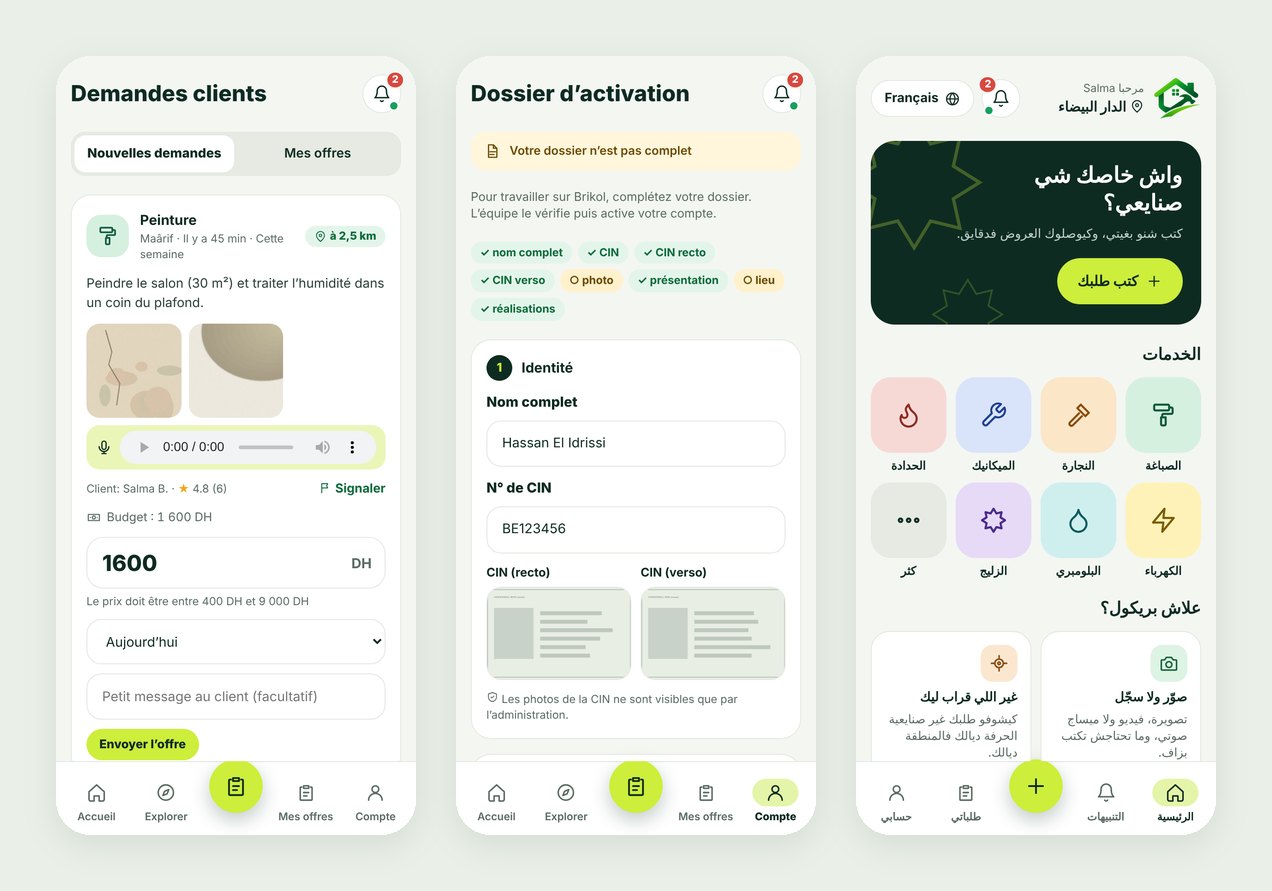 Demandes clients
2
Nouvelles demandes
Mes offres
Peinture
Maârif · Il y a 45 min · Cette
semaine
à 2,5 km
Peindre le salon (30 m²) et traiter l’humidité dans
un coin du plafond.
0:00 / 0:00
Client: Salma B. · ★ 4.8 (6)
Signaler
Budget : 1 600 DH
1600
DH
Le prix doit être entre 400 DH et 9 000 DH
Aujourd’hui
Petit message au client (facultatif)
Envoyer l’offre
Accueil
Explorer
Mes offres
Compte
Dossier d’activation
2
Votre dossier n’est pas complet
Pour travailler sur Brikol, complétez votre dossier.
L’équipe le vérifie puis active votre compte.
✓ nom complet
✓ CIN
✓ CIN recto
✓ CIN verso
○ photo
✓ présentation
○ lieu
✓ réalisations
1
Identité
Nom complet
Hassan El Idrissi
N° de CIN
BE123456
CIN (recto)
CIN (verso)
Les photos de la CIN ne sont visibles que par
l’administration.
Accueil
Explorer
Mes offres
Compte
مرحبا Salma
الدار البيضاء
2
Français
واش خاصك شي
صنايعي؟
كتب شنو بغيتي، وكيوصلوك العروض فدقايق.
كتب طلبك
الخدمات
الصباغة
النجارة
الميكانيك
الحدادة
الكهرباء
البلومبري
الزليج
كثر
علاش بريكول؟
صوّر ولا سجّل
تصويرة، فيديو ولا ميساج
صوتي، وما تحتاجش تكتب
بزاف.
غير اللي قراب ليك
كيشوفو طلبك غير صنايعية
الحرفة ديالك فالمنطقة
ديالك.
الرئيسية
التنبيهات
طلباتي
حسابي